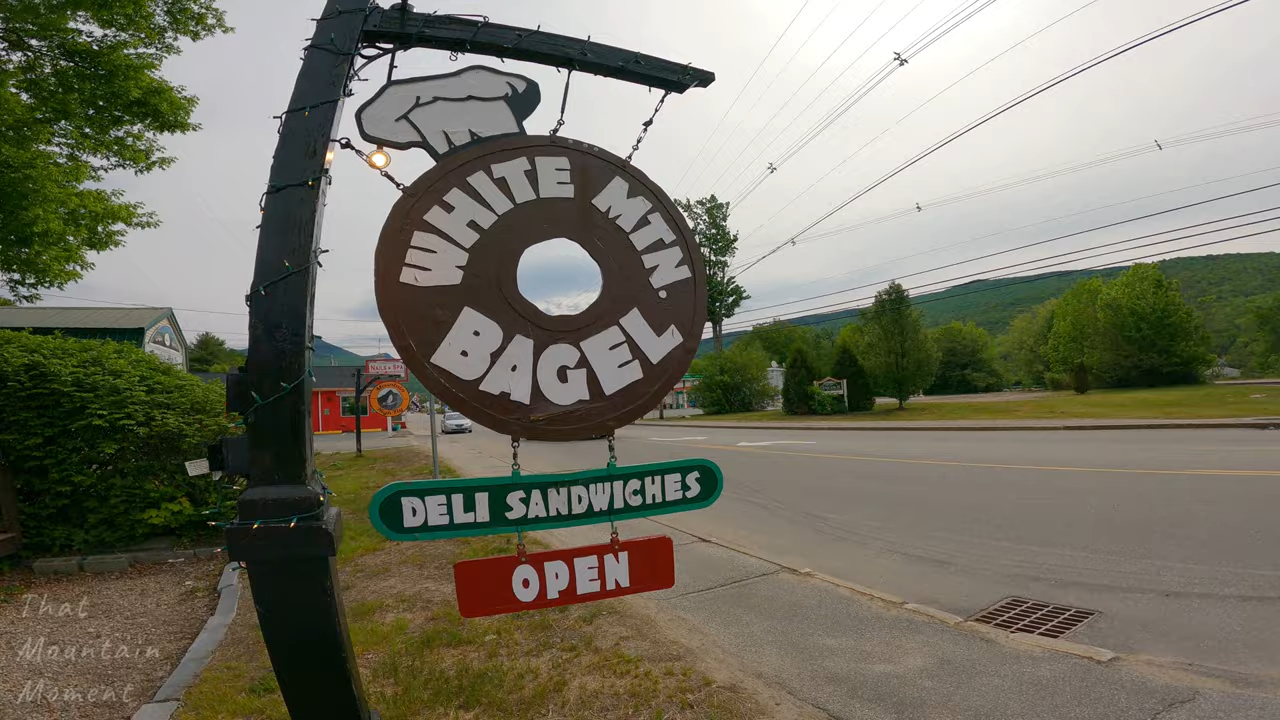 WHITE MTN.
BAGEL
DELI SANDWICHES
OPEN
NAILS & SPA
That
Mountain
Moment